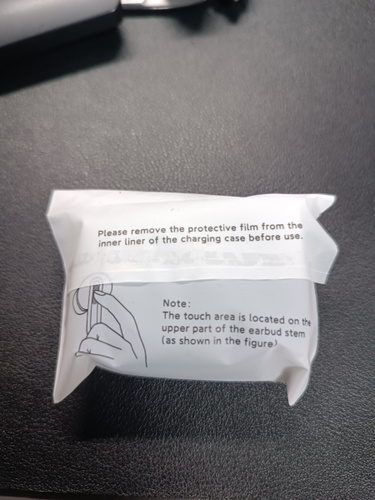 Please remove the protective film from the
inner liner of the charging case before use.
Note:
The touch area is located on the
upper part of the earbud stem
(as shown in the figure)